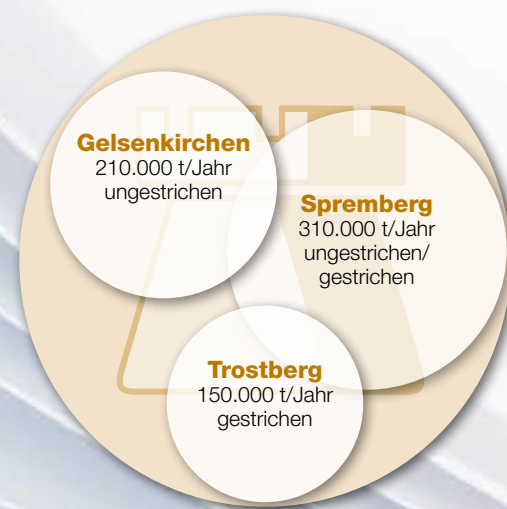 Gelsenkirchen
210.000 t/Jahr
ungestrichen
Spremberg
310.000 t/Jahr
ungestrichen/
gestrichen
Trostberg
150.000 t/Jahr
gestrichen